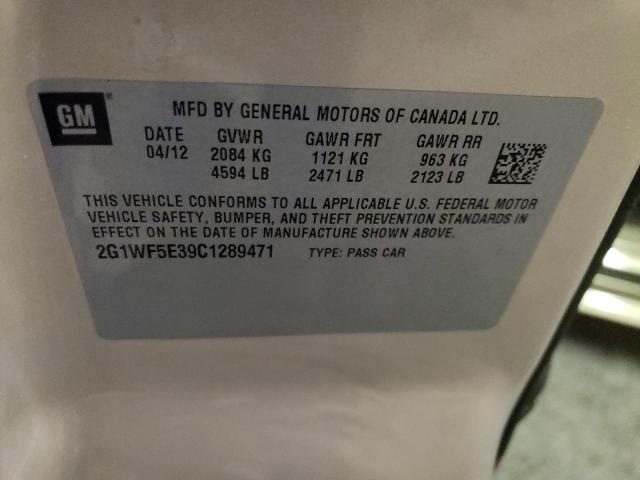 GM
MFD BY GENERAL MOTORS OF CANADA LTD.
DATE GVWR GAWR FRT GAWR RR
04/12 2084 KG 1121 KG 963 KG
4594 LB 2471 LB 2123 LB
THIS VEHICLE CONFORMS TO ALL APPLICABLE U.S. FEDERAL MOTOR
VEHICLE SAFETY, BUMPER, AND THEFT PREVENTION STANDARDS IN
EFFECT ON THE DATE OF MANUFACTURE SHOWN ABOVE.
2G1WF5E39C1289471 TYPE: PASS CAR